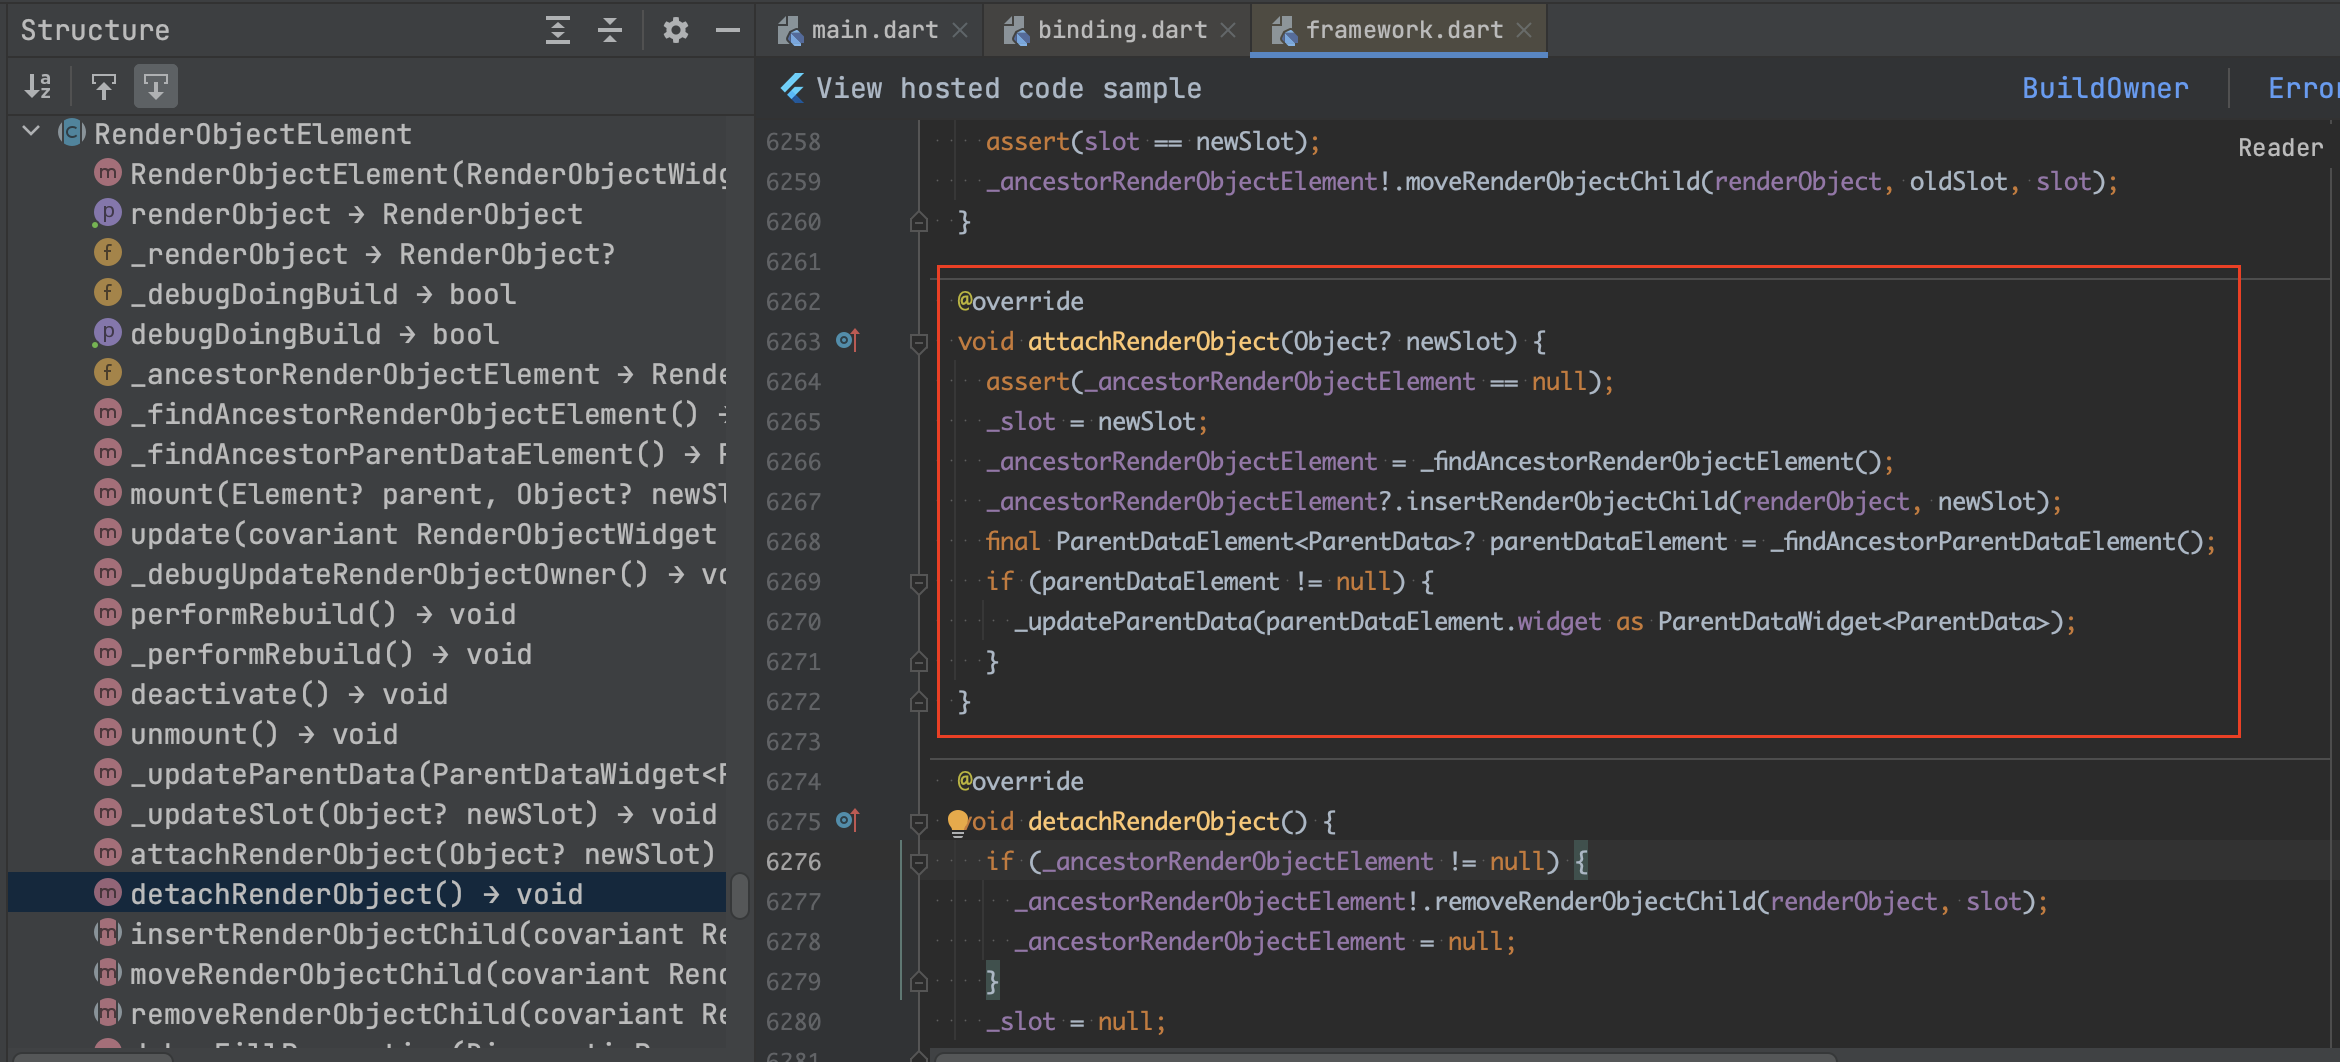 Structure
RenderObjectElement
RenderObjectElement(RenderObjectWidg
renderObject → RenderObject
_renderObject → RenderObject?
_debugDoingBuild → bool
debugDoingBuild → bool
_ancestorRenderObjectElement → Rende
_findAncestorRenderObjectElement() →
_findAncestorParentDataElement() →
mount(Element? parent, Object? newSl
update(covariant RenderObjectWidget
_debugUpdateRenderObjectOwner() → vo
performRebuild() → void
_performRebuild() → void
deactivate() → void
unmount() → void
_updateParentData(ParentDataWidget<P
_updateSlot(Object? newSlot) → void
attachRenderObject(Object? newSlot)
detachRenderObject() → void
insertRenderObjectChild(covariant Re
moveRenderObjectChild(covariant Rend
removeRenderObjectChild(covariant Re
main.dart
binding.dart
framework.dart
View hosted code sample
BuildOwner
Error
Reader
6258 assert(slot == newSlot);
6259 _ancestorRenderObjectElement!.moveRenderObjectChild(renderObject, oldSlot, slot);
6260 }
6261
6262 @override
6263 void attachRenderObject(Object? newSlot) {
6264 assert(_ancestorRenderObjectElement == null);
6265 _slot = newSlot;
6266 _ancestorRenderObjectElement = _findAncestorRenderObjectElement();
6267 _ancestorRenderObjectElement?.insertRenderObjectChild(renderObject, newSlot);
6268 final ParentDataElement<ParentData>? parentDataElement = _findAncestorParentDataElement();
6269 if (parentDataElement != null) {
6270 _updateParentData(parentDataElement.widget as ParentDataWidget<ParentData>);
6271 }
6272 }
6273
6274 @override
6275 void detachRenderObject() {
6276 if (_ancestorRenderObjectElement != null) {
6277 _ancestorRenderObjectElement!.removeRenderObjectChild(renderObject, slot);
6278 _ancestorRenderObjectElement = null;
6279 }
6280 _slot = null;
6281